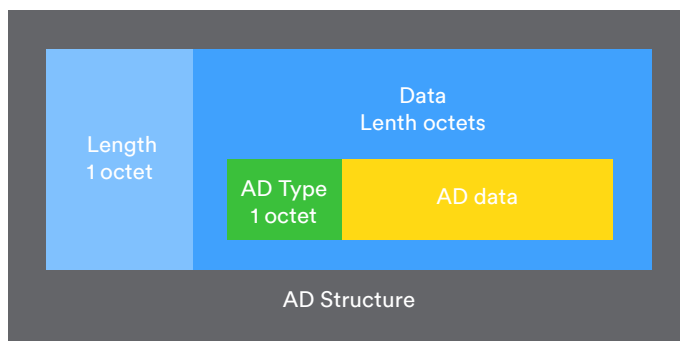 Length
1 octet
Data
Lenth octets
AD Type
1 octet
AD data
AD Structure